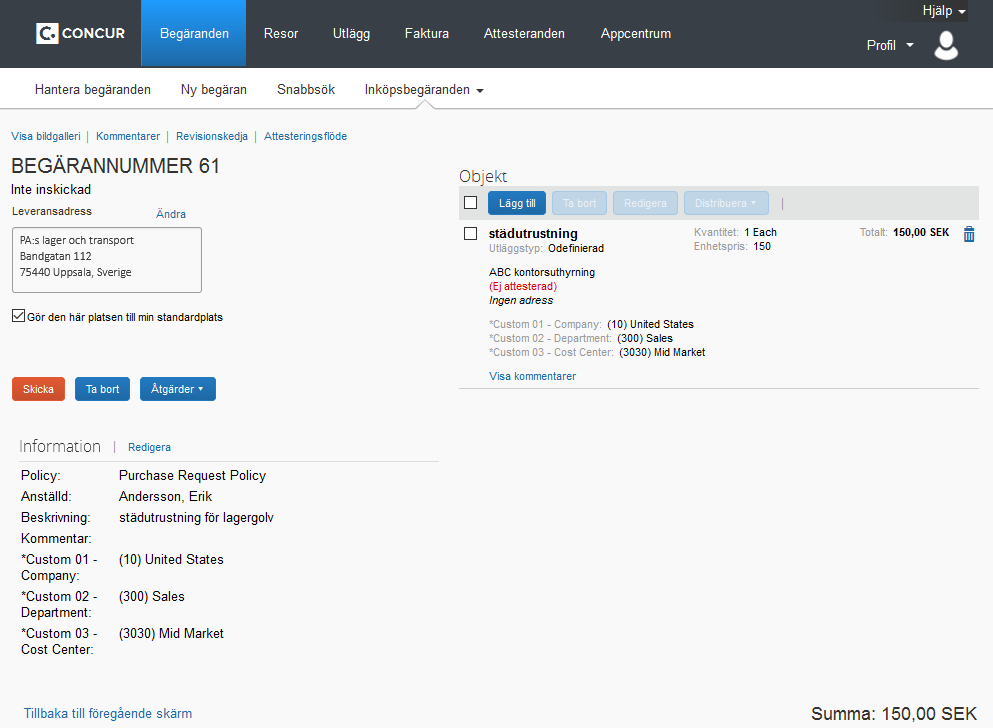 Hjälp
CONCUR
Begäranden
Resor
Utlägg
Faktura
Attesteranden
Appcentrum
Profil
Hantera begäranden
Ny begäran
Snabbsök
Inköpsbegäranden
Visa bildgalleri | Kommentarer | Revisionskedja | Attesteringsflöde
BEGÄRANNUMMER 61
Inte inskickad
Leveransadress
Ändra
PA:s lager och transport
Bandgatan 112
75440 Uppsala, Sverige
Gör den här platsen till min standardplats
Skicka
Ta bort
Åtgärder
Objekt
Lägg till
Ta bort
Redigera
Distribuera
|
städutrustning
Utläggstyp: Odefinierad
Kvantitet: 1 Each
Enhetspris: 150
Totalt: 150,00 SEK
ABC kontorsuthyrning
(Ej attesterad)
Ingen adress
*Custom 01 - Company: (10) United States
*Custom 02 - Department: (300) Sales
*Custom 03 - Cost Center: (3030) Mid Market
Visa kommentarer
Information | Redigera
Policy: Purchase Request Policy
Anställd: Andersson, Erik
Beskrivning: städutrustning för lagergolv
Kommentar:
*Custom 01 - (10) United States
Company:
*Custom 02 - (300) Sales
Department:
*Custom 03 - (3030) Mid Market
Cost Center:
Tillbaka till föregående skärm
Summa: 150,00 SEK